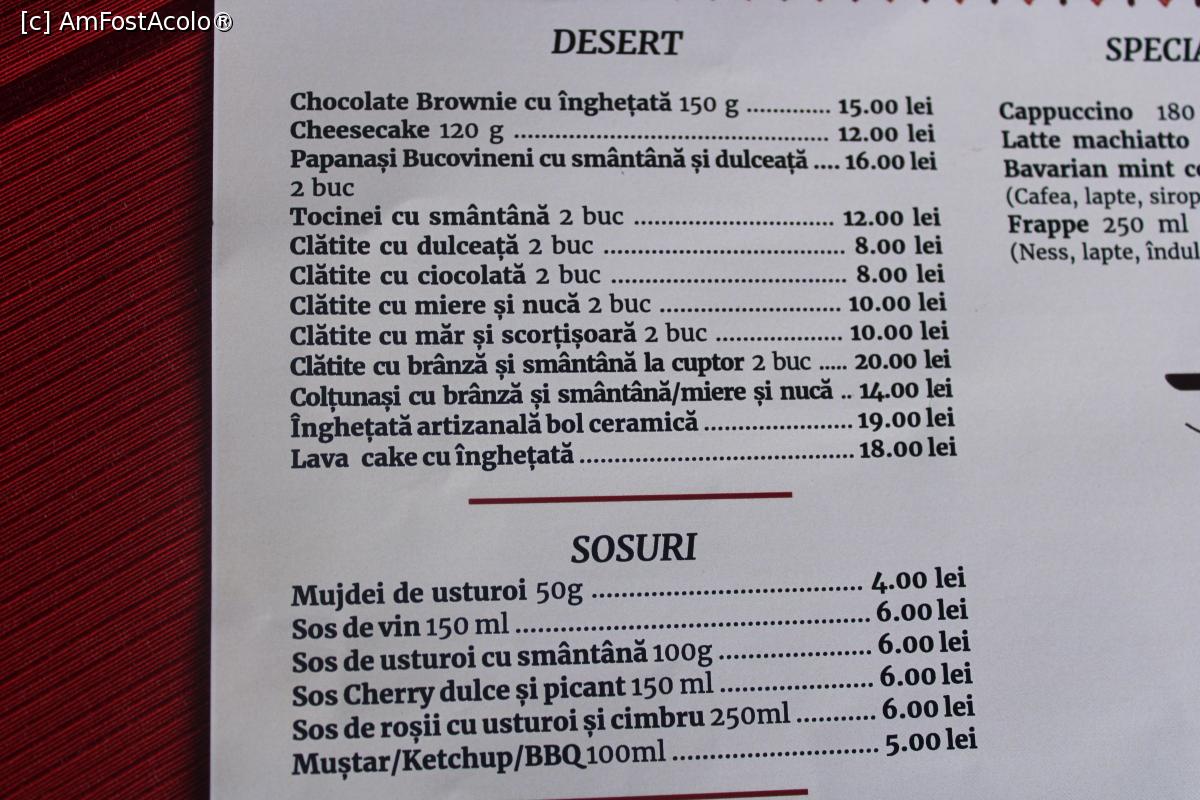 [c] AmFostAcolo®
DESERT
Chocolate Brownie cu înghețată 150 g ............ 15.00 lei
Cheesecake 120 g .............................................. 12.00 lei
Papanași Bucovineni cu smântână și dulceață .... 16.00 lei
2 buc
Tocinei cu smântână 2 buc ............................. 12.00 lei
Clătite cu dulceață 2 buc ................................... 8.00 lei
Clătite cu ciocolată 2 buc .................................. 8.00 lei
Clătite cu miere și nucă 2 buc .......................... 10.00 lei
Clătite cu măr și scorțișoară 2 buc .................. 10.00 lei
Clătite cu brânză și smântână la cuptor 2 buc ..... 20.00 lei
Colțunași cu brânză și smântână/miere și nucă .. 14.00 lei
Înghețată artizanală bol ceramică ...................... 19.00 lei
Lava cake cu înghețată ......................................... 18.00 lei
SOSURI
Mujdei de usturoi 50g ........................................ 4.00 lei
Sos de vin 150 ml .................................................... 6.00 lei
Sos de usturoi cu smântână 100g ...................... 6.00 lei
Sos Cherry dulce și picant 150 ml ...................... 6.00 lei
Sos de roșii cu usturoi și cimbru 250ml ........... 6.00 lei
Muștar/Ketchup/BBQ 100ml .............................. 5.00 lei
Cappuccino 180
Latte machiatto
Bavarian mint
(Cafea, lapte, sirop
Frappe 250 ml
(Ness, lapte,